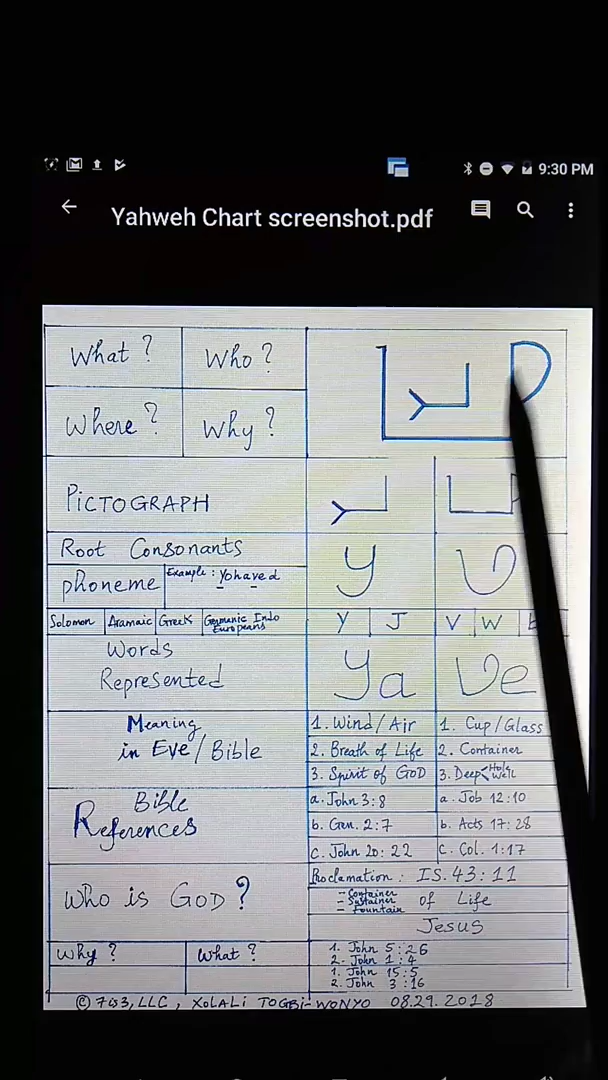 9:30 PM
Yahweh Chart screenshot.pdf
What? Who?
Where? Why?
PICTOGRAPH
Root Consonants
Y V
phoneme Example: Yohaved
Solomon Aramaic Greek Germanic Indo Europeans Y J V W
Words Represented
Ya Ve
Meaning in Eve/Bible
1. Wind/Air 1. Cup/Glass
2. Breath of Life 2. Container
3. Spirit of GOD 3. Deep Hole Well
Bible References
a. John 3:8 a. Job 12:10
b. Gen. 2:7 b. Acts 17:28
c. John 20:22 c. Col. 1:17
Who is GOD?
Proclamation: IS. 43:11
- Container
- Sustainer of Life
- Fountain
Jesus
Why? What?
1. John 5:26
2. John 1:4
1. John 15:5
2. John 3:16
© 7033, LLC, XOLALI TOGBI-WONYO 08.29.2018